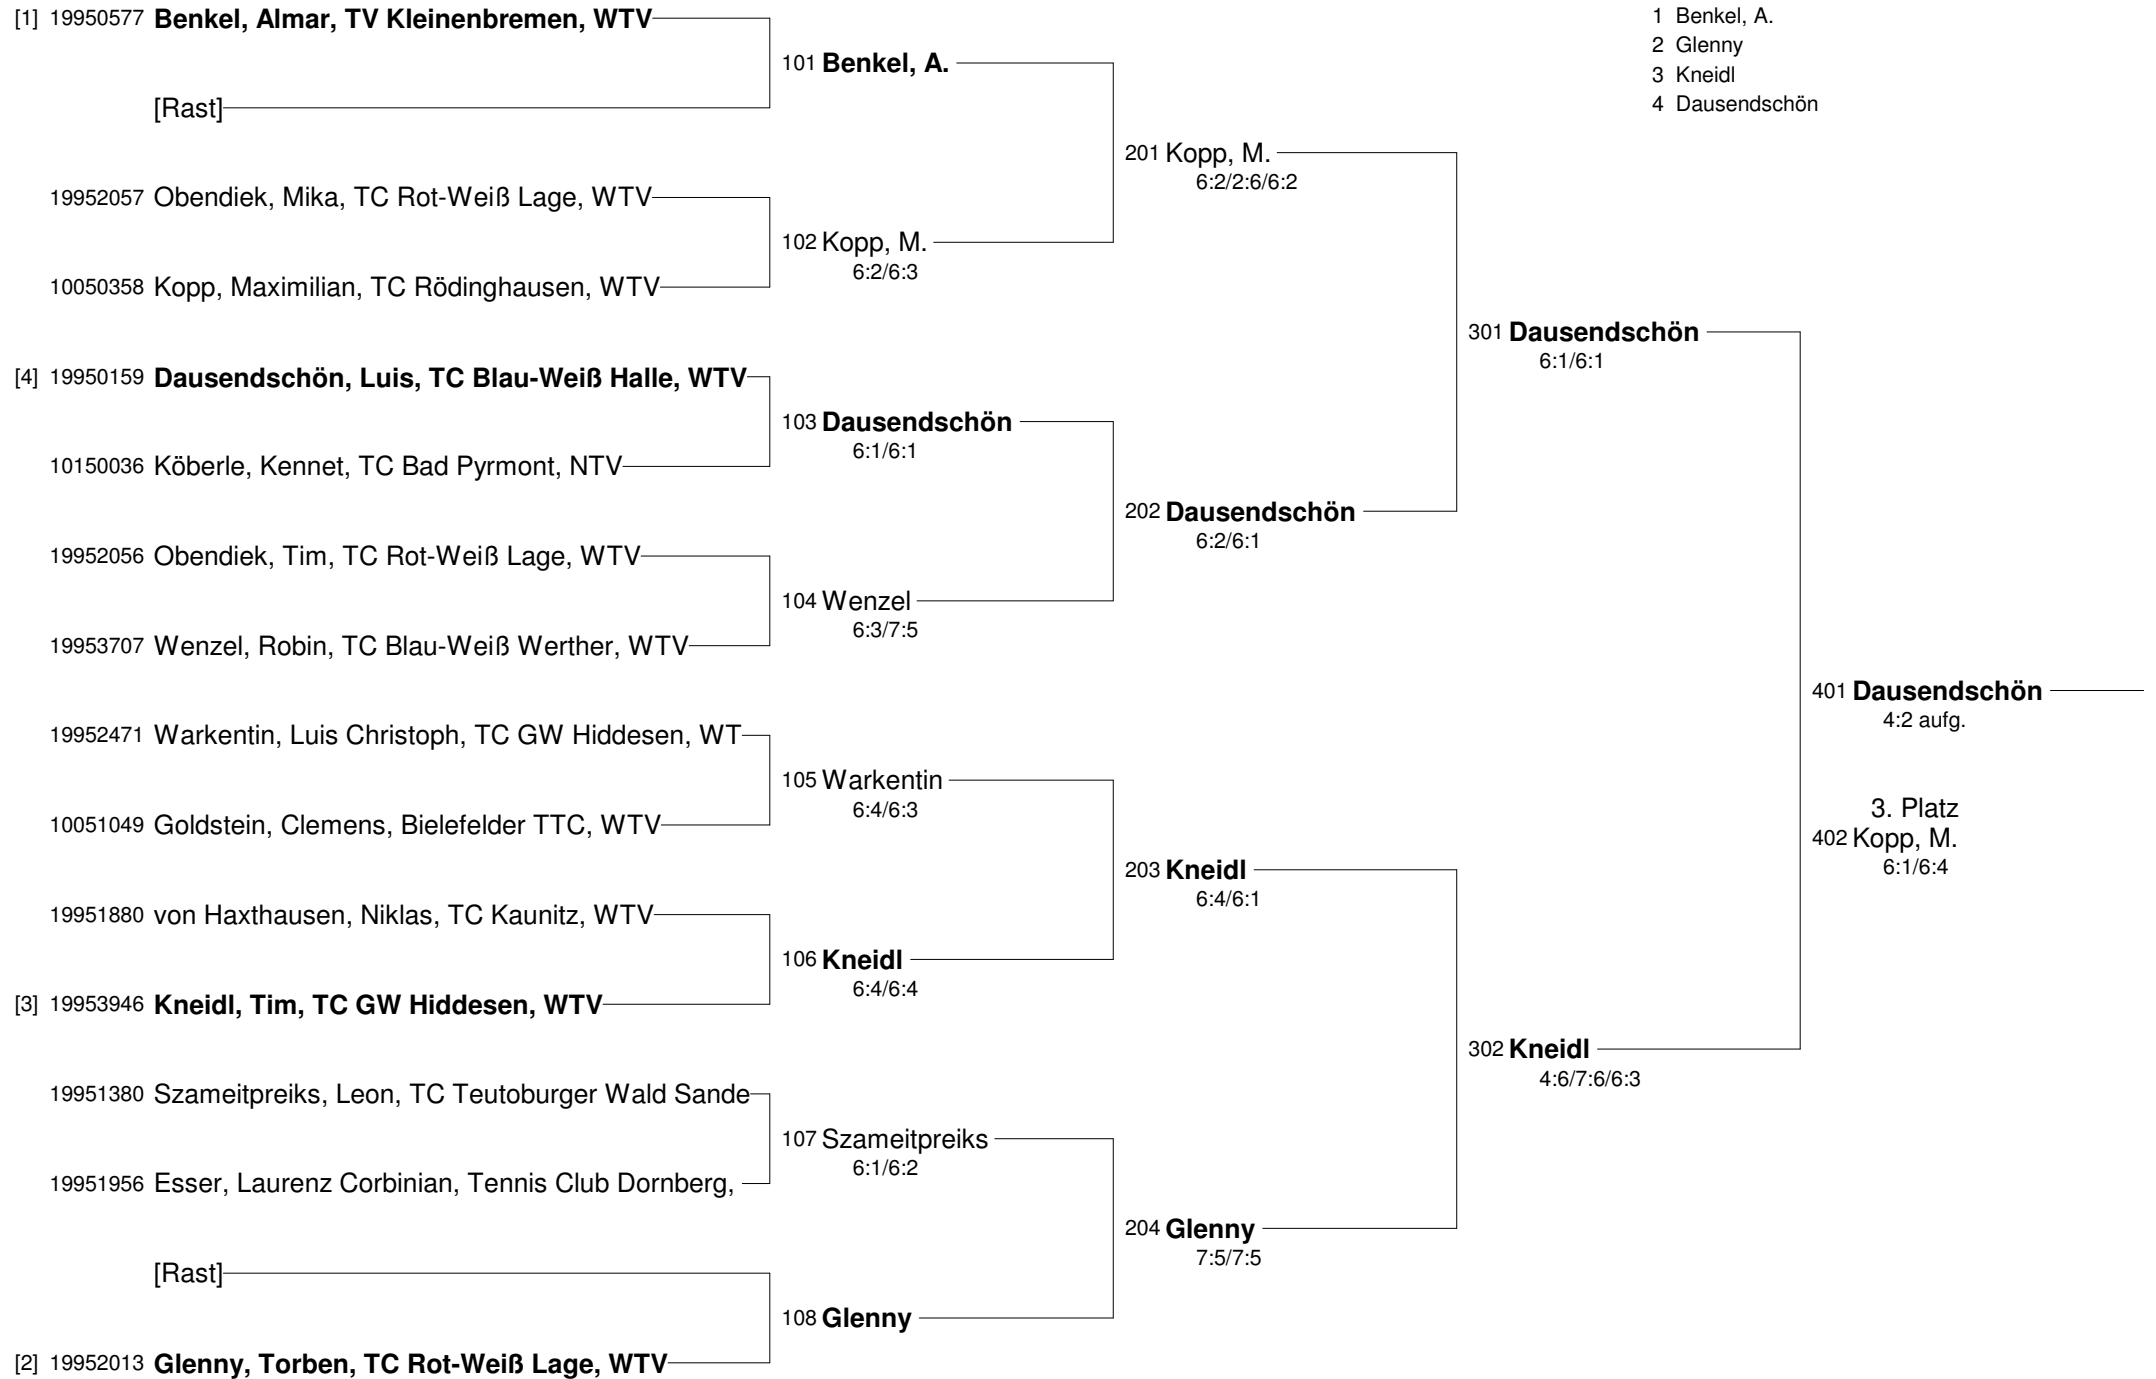 [1] 19950577 Benkel, Almar, TV Kleinenbremen, WTV
[Rast]
19952057 Obendiek, Mika, TC Rot-Weiß Lage, WTV
10050358 Kopp, Maximilian, TC Rödinghausen, WTV
[4] 19950159 Dausendschön, Luis, TC Blau-Weiß Halle, WTV
10150036 Köberle, Kennet, TC Bad Pyrmont, NTV
19952056 Obendiek, Tim, TC Rot-Weiß Lage, WTV
19953707 Wenzel, Robin, TC Blau-Weiß Werther, WTV
19952471 Warkentin, Luis Christoph, TC GW Hiddesen, WT
10051049 Goldstein, Clemens, Bielefelder TTC, WTV
19951880 von Haxthausen, Niklas, TC Kaunitz, WTV
[3] 19953946 Kneidl, Tim, TC GW Hiddesen, WTV
19951380 Szameitpreiks, Leon, TC Teutoburger Wald Sande
19951956 Esser, Laurenz Corbinian, Tennis Club Dornberg,
[Rast]
[2] 19952013 Glenny, Torben, TC Rot-Weiß Lage, WTV
101 Benkel, A.
102 Kopp, M.
6:2/6:3
103 Dausendschön
6:1/6:1
104 Wenzel
6:3/7:5
105 Warkentin
6:4/6:3
106 Kneidl
6:4/6:4
107 Szameitpreiks
6:1/6:2
108 Glenny
201 Kopp, M.
6:2/2:6/6:2
202 Dausendschön
6:2/6:1
203 Kneidl
6:4/6:1
204 Glenny
7:5/7:5
301 Dausendschön
6:1/6:1
302 Kneidl
4:6/7:6/6:3
401 Dausendschön
4:2 aufg.
3. Platz
402 Kopp, M.
6:1/6:4
1 Benkel, A.
2 Glenny
3 Kneidl
4 Dausendschön